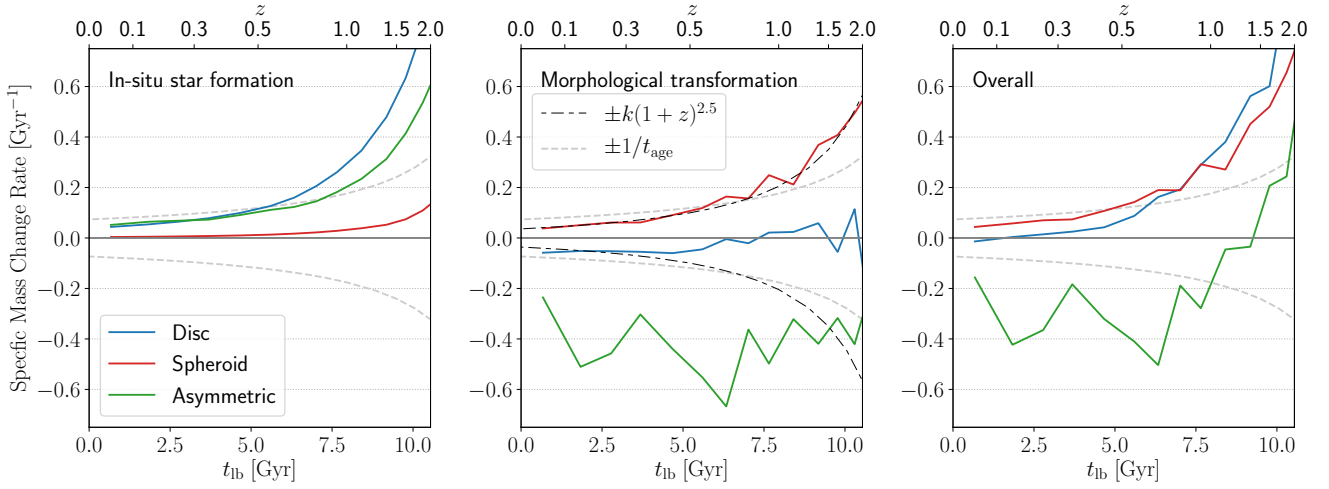 z
0.0 0.1 0.3 0.5 1.0 1.5 2.0
In-situ star formation
Specfic Mass Change Rate [Gyr⁻¹]
0.6
0.4
0.2
0.0
−0.2
−0.4
−0.6
Disc
Spheroid
Asymmetric
0.0 2.5 5.0 7.5 10.0
t_lb [Gyr]
z
0.0 0.1 0.3 0.5 1.0 1.5 2.0
Morphological transformation
±k(1 + z)^2.5
±1/t_age
0.6
0.4
0.2
0.0
−0.2
−0.4
−0.6
0.0 2.5 5.0 7.5 10.0
t_lb [Gyr]
z
0.0 0.1 0.3 0.5 1.0 1.5 2.0
Overall
0.6
0.4
0.2
0.0
−0.2
−0.4
−0.6
0.0 2.5 5.0 7.5 10.0
t_lb [Gyr]